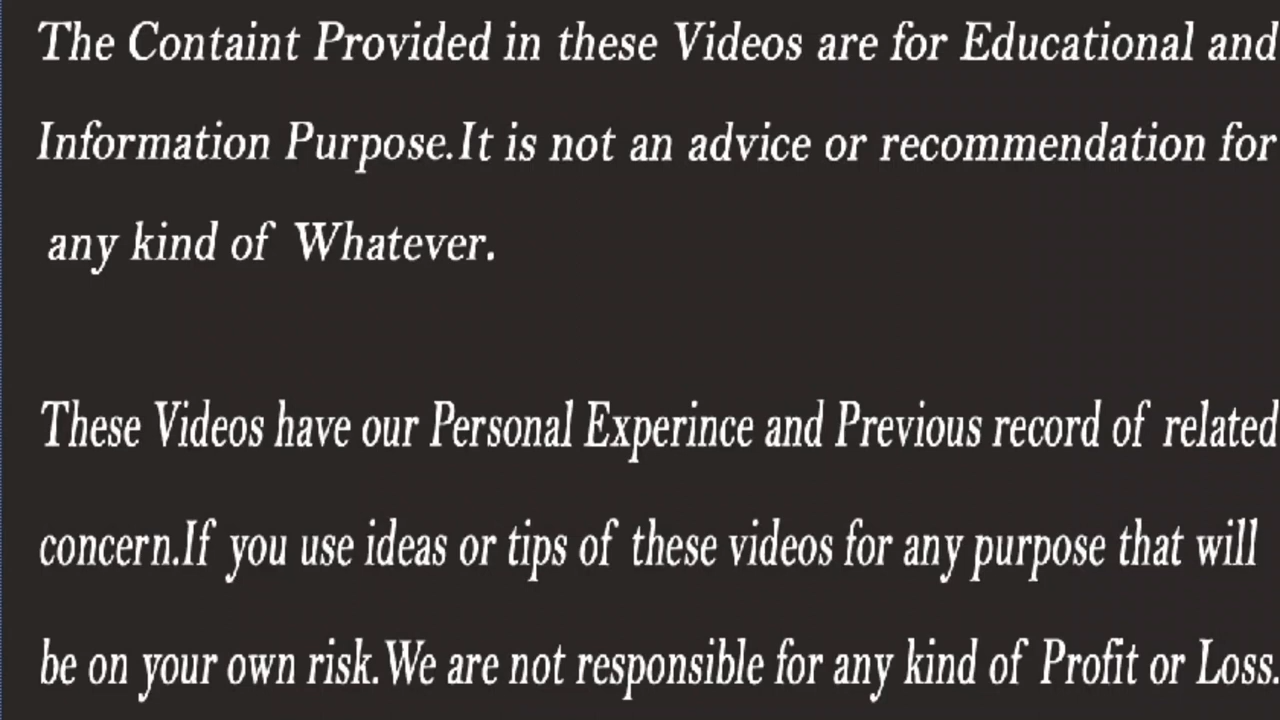 The Containt Provided in these Videos are for Educational and
Information Purpose.It is not an advice or recommendation for
any kind of Whatever.
These Videos have our Personal Experince and Previous record of related
concern.If you use ideas or tips of these videos for any purpose that will
be on your own risk.We are not responsible for any kind of Profit or Loss.